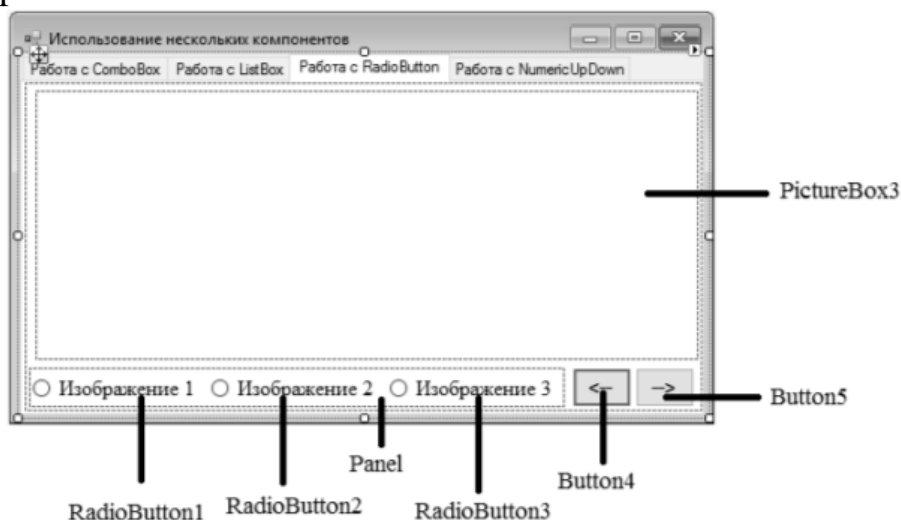 Использование нескольких компонентов
Работа с ComboBox Работа с ListBox Работа с RadioButton Работа с NumericUpDown
PictureBox3
Изображение 1 Изображение 2 Изображение 3 <-- -->
Button5
Panel
Button4
RadioButton1 RadioButton2 RadioButton3